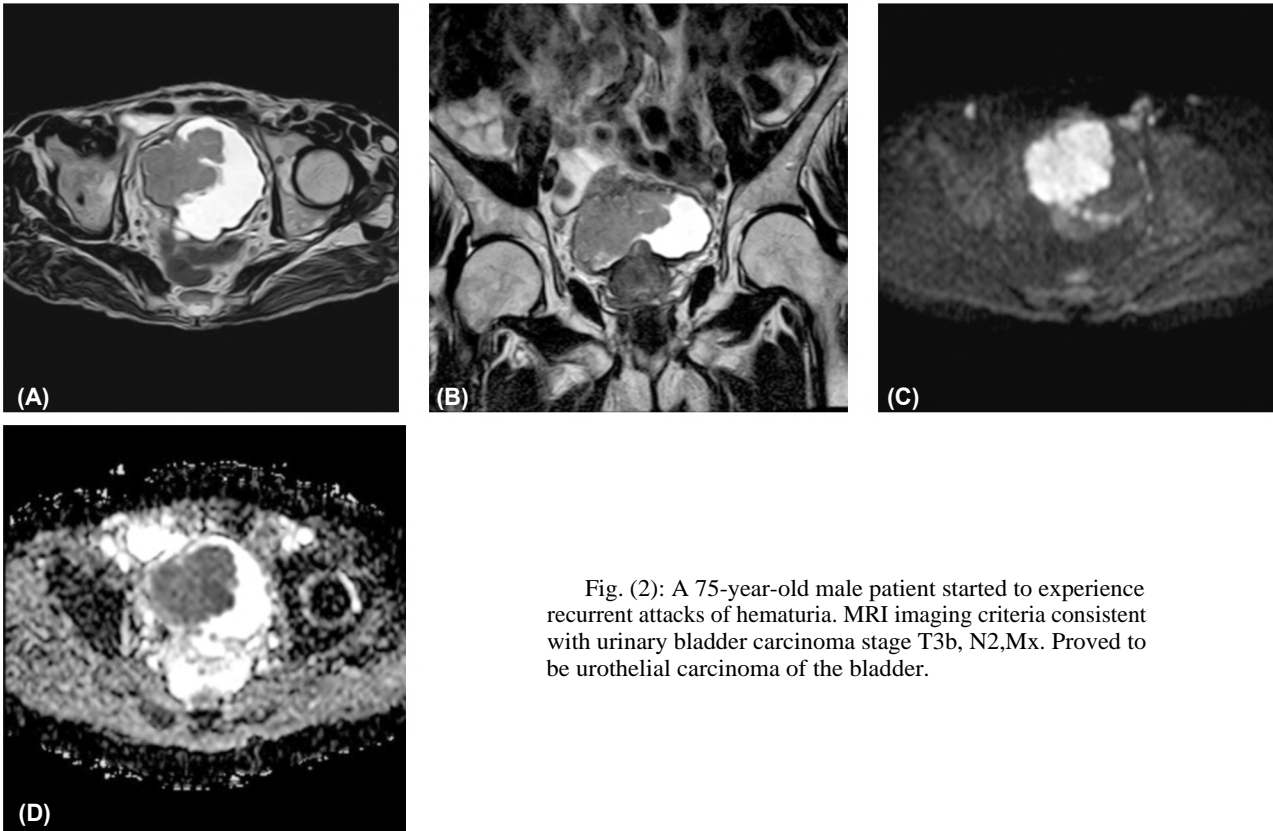 (A)
(B)
(C)
(D)
Fig. (2): A 75-year-old male patient started to experience
recurrent attacks of hematuria. MRI imaging criteria consistent
with urinary bladder carcinoma stage T3b, N2,Mx. Proved to
be urothelial carcinoma of the bladder.